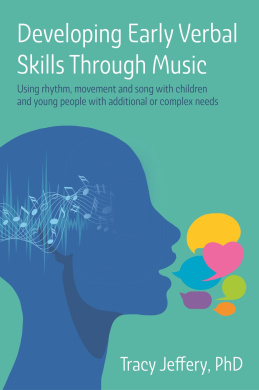 Developing Early Verbal
Skills Through Music
Using rhythm, movement and song with children
and young people with additional or complex needs
Tracy Jeffery, PhD